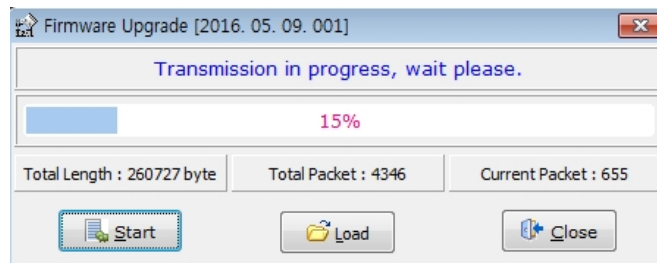 Firmware Upgrade [2016. 05. 09. 001]
Transmission in progress, wait please.
15%
Total Length : 260727 byte Total Packet : 4346 Current Packet : 655
Start Load Close